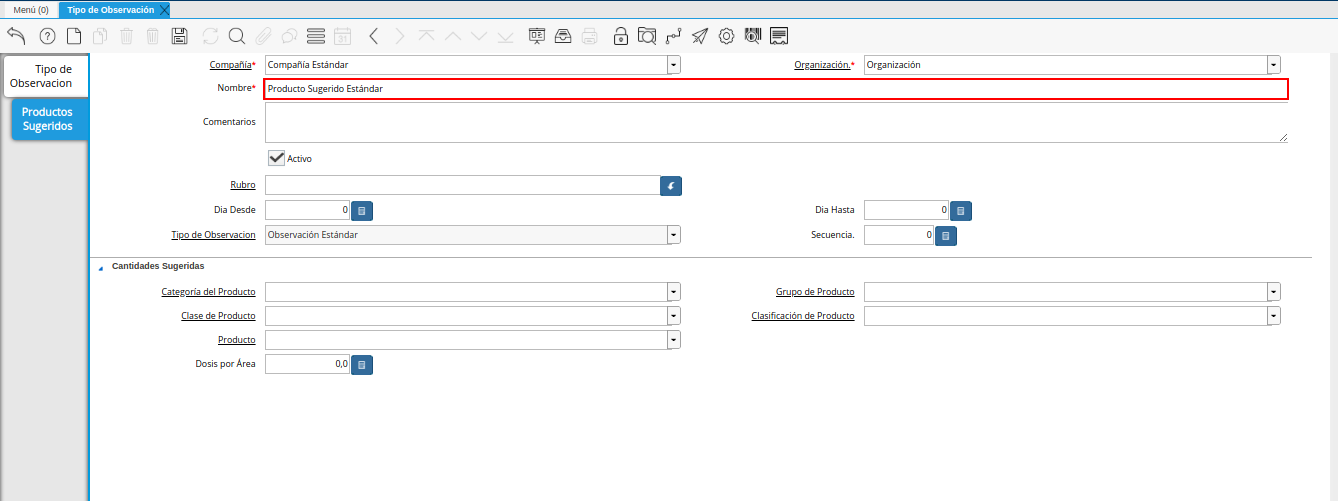 Menú (0) Tipo de Observación
31
Tipo de
Observacion
Productos
Sugeridos
Compañía* Compañía Estándar Organización.* Organización
Nombre* Producto Sugerido Estándar
Comentarios
Activo
Rubro
Dia Desde 0 Dia Hasta 0
Tipo de Observacion Observación Estándar Secuencia. 0
Cantidades Sugeridas
Categoría del Producto Grupo de Producto
Clase de Producto Clasificación de Producto
Producto
Dosis por Área 0,0